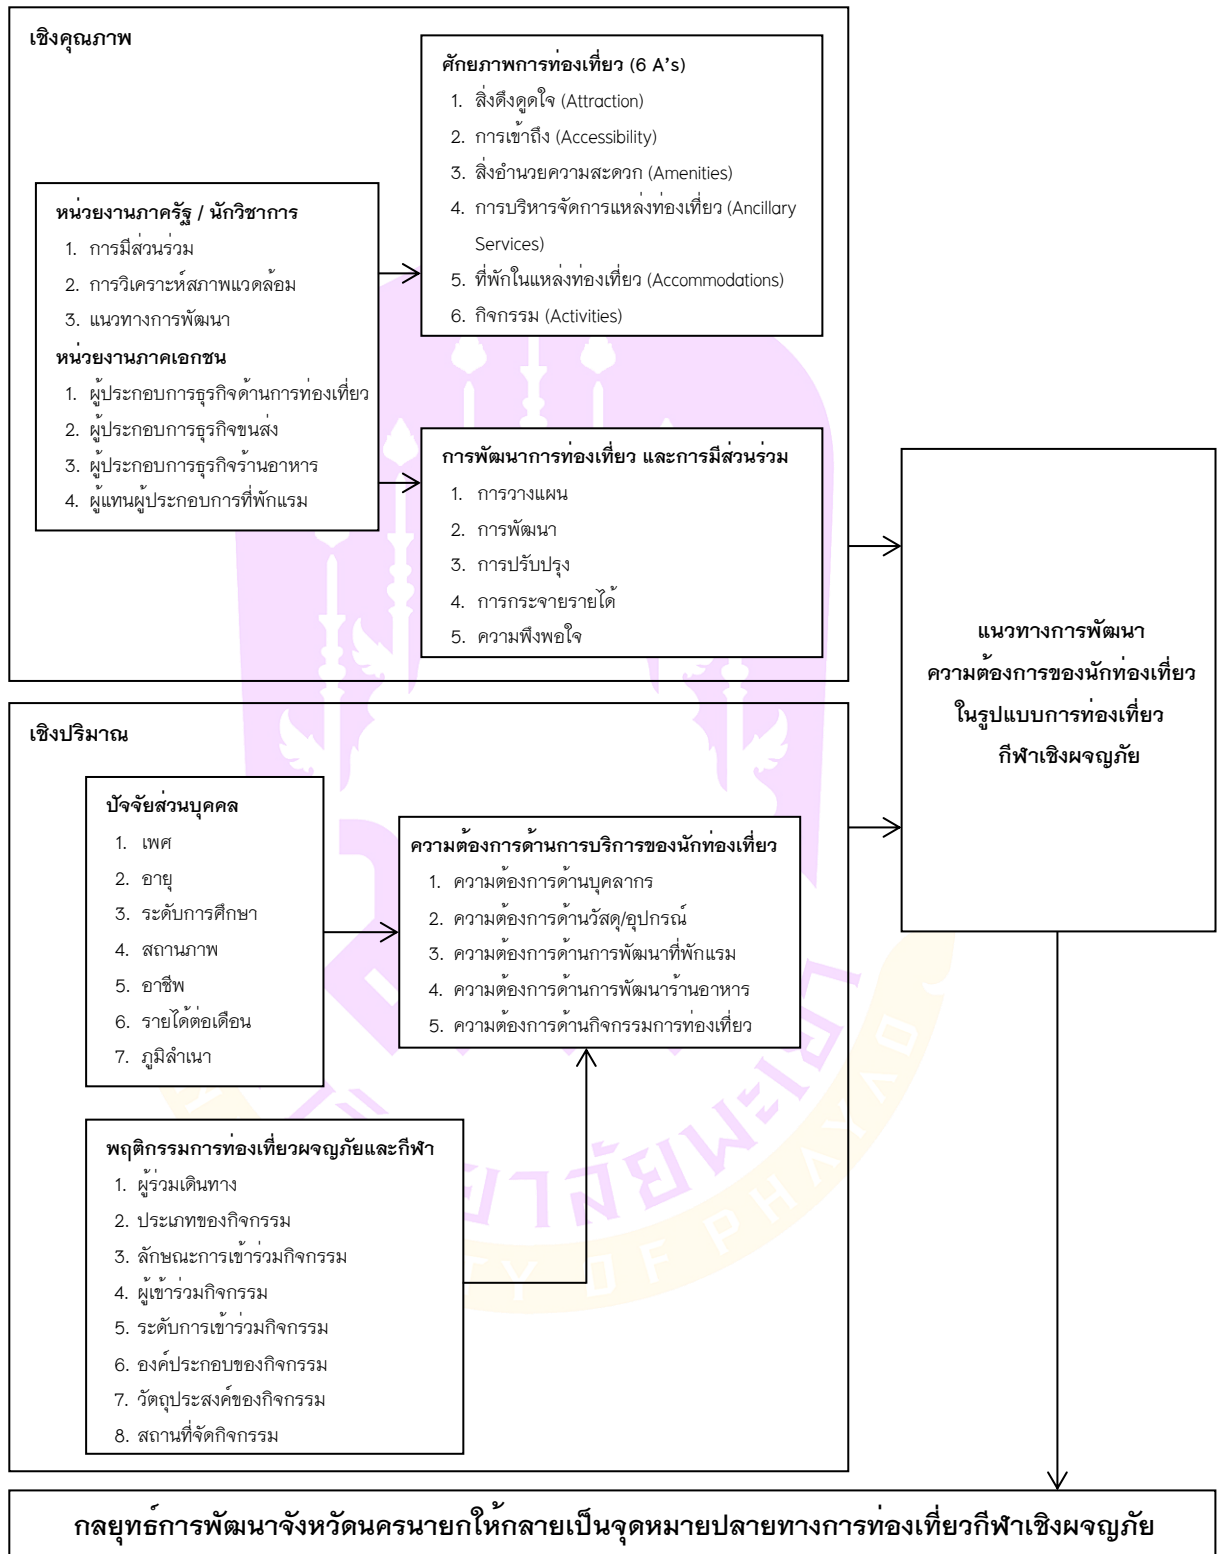 เชิงคุณภาพ
ศักยภาพการท่องเที่ยว (6 A's)
1. สิ่งดึงดูดใจ (Attraction)
2. การเข้าถึง (Accessibility)
3. สิ่งอำนวยความสะดวก (Amenities)
4. การบริหารจัดการแหล่งท่องเที่ยว (Ancillary
Services)
5. ที่พักในแหล่งท่องเที่ยว (Accommodations)
6. กิจกรรม (Activities)
หน่วยงานภาครัฐ / นักวิชาการ
1. การมีส่วนร่วม
2. การวิเคราะห์สภาพแวดล้อม
3. แนวทางการพัฒนา
หน่วยงานภาคเอกชน
1. ผู้ประกอบการธุรกิจด้านการท่องเที่ยว
2. ผู้ประกอบการธุรกิจขนส่ง
3. ผู้ประกอบการธุรกิจร้านอาหาร
4. ผู้แทนผู้ประกอบการที่พักแรม
การพัฒนาการท่องเที่ยว และการมีส่วนร่วม
1. การวางแผน
2. การพัฒนา
3. การปรับปรุง
4. การกระจายรายได้
5. ความพึงพอใจ
แนวทางการพัฒนา
ความต้องการของนักท่องเที่ยว
ในรูปแบบการท่องเที่ยว
กีฬาเชิงผจญภัย
เชิงปริมาณ
ปัจจัยส่วนบุคคล
1. เพศ
2. อายุ
3. ระดับการศึกษา
4. สถานภาพ
5. อาชีพ
6. รายได้ต่อเดือน
7. ภูมิลำเนา
ความต้องการด้านการบริการของนักท่องเที่ยว
1. ความต้องการด้านบุคลากร
2. ความต้องการด้านวัสดุ/อุปกรณ์
3. ความต้องการด้านการพัฒนาที่พักแรม
4. ความต้องการด้านการพัฒนาร้านอาหาร
5. ความต้องการด้านกิจกรรมการท่องเที่ยว
พฤติกรรมการท่องเที่ยวผจญภัยและกีฬา
1. ผู้ร่วมเดินทาง
2. ประเภทของกิจกรรม
3. ลักษณะการเข้าร่วมกิจกรรม
4. ผู้เข้าร่วมกิจกรรม
5. ระดับการเข้าร่วมกิจกรรม
6. องค์ประกอบของกิจกรรม
7. วัตถุประสงค์ของกิจกรรม
8. สถานที่จัดกิจกรรม
กลยุทธ์การพัฒนาจังหวัดนครนายกให้กลายเป็นจุดหมายปลายทางการท่องเที่ยวกีฬาเชิงผจญภัย
OF PHAYAO